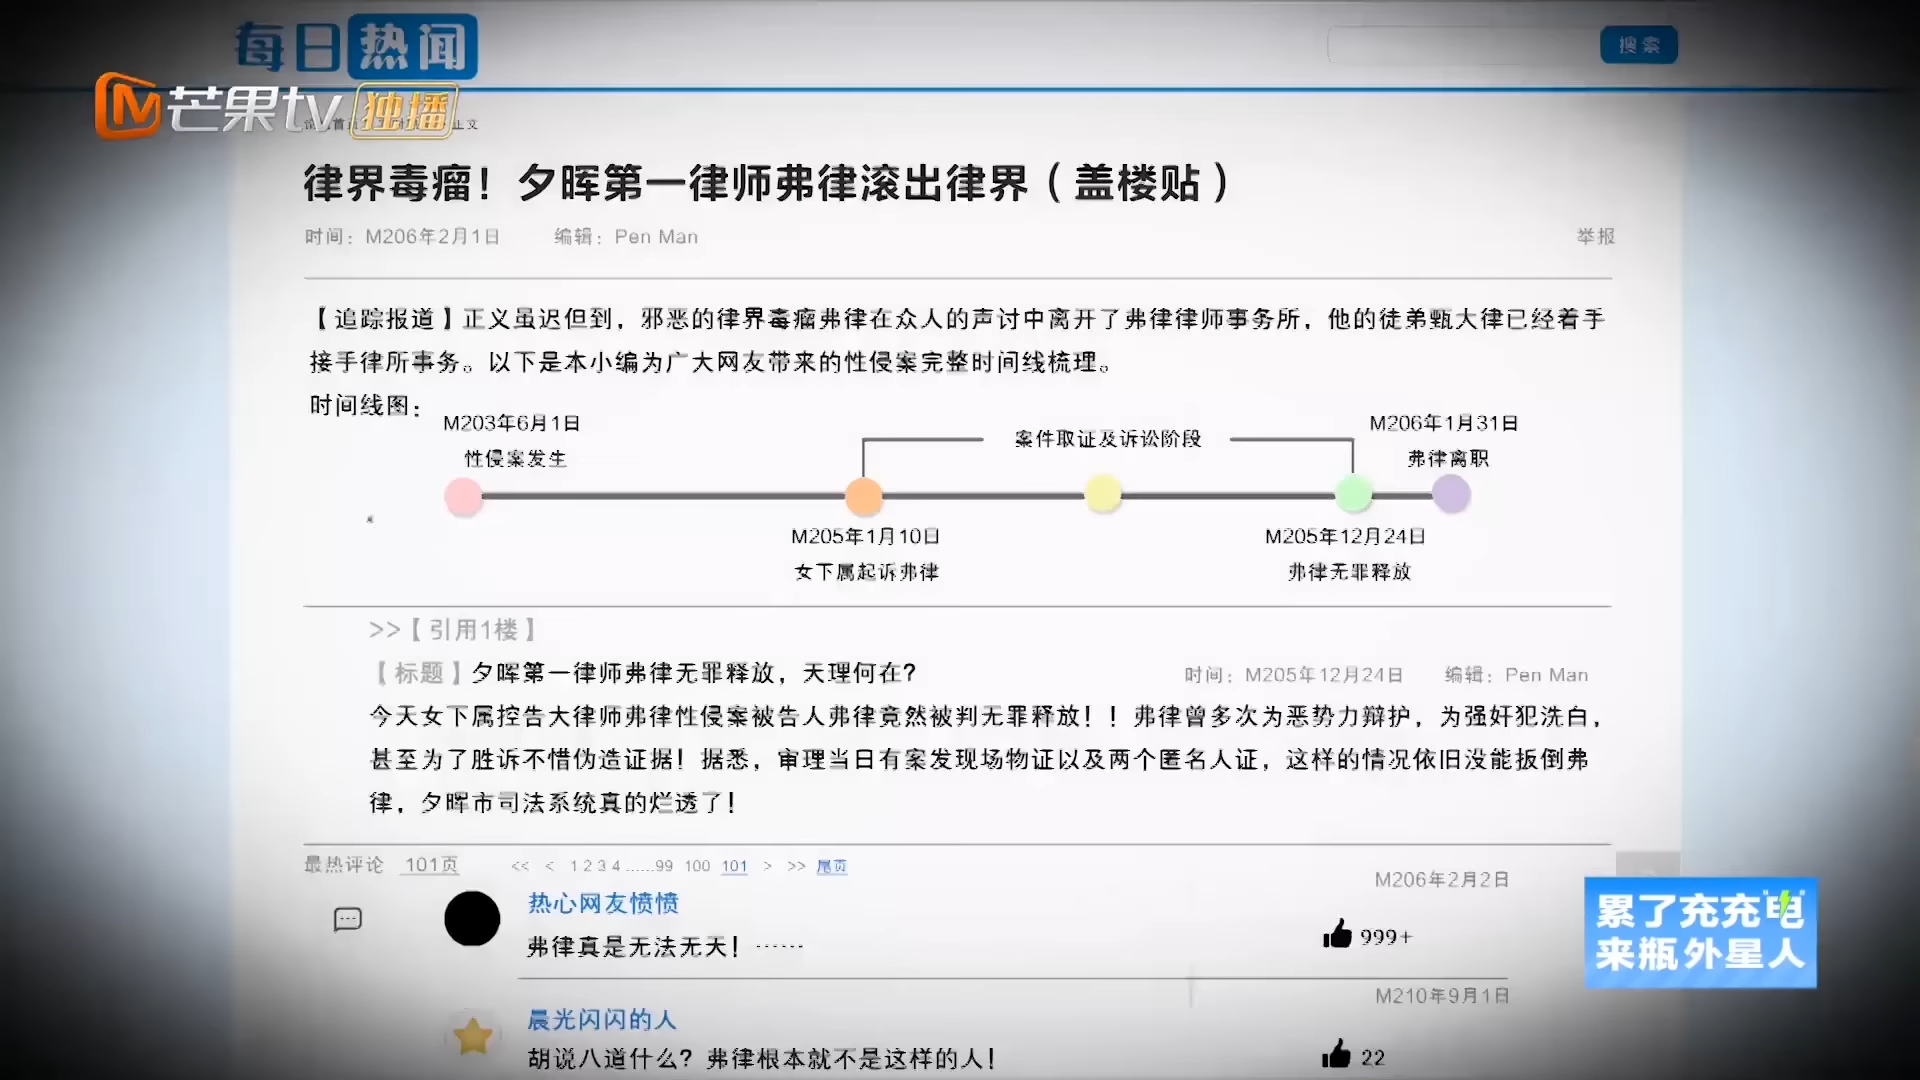 每日热闻
搜索
芒果tv 独播
正文
律界毒瘤！夕晖第一律师弗律滚出律界（盖楼贴）
时间：M206年2月1日 编辑：Pen Man 举报
【追踪报道】正义虽迟但到，邪恶的律界毒瘤弗律在众人的声讨中离开了弗律律师事务所，他的徒弟甄大律已经着手
接手律所事务。以下是本小编为广大网友带来的性侵案完整时间线梳理。
时间线图：
M203年6月1日
性侵案发生
案件取证及诉讼阶段
M206年1月31日
弗律离职
M205年1月10日
女下属起诉弗律
M205年12月24日
弗律无罪释放
>>【引用1楼】
【标题】夕晖第一律师弗律无罪释放，天理何在？ 时间：M205年12月24日 编辑：Pen Man
今天女下属控告大律师弗律性侵案被告人弗律竟然被判无罪释放！！弗律曾多次为恶势力辩护，为强奸犯洗白，
甚至为了胜诉不惜伪造证据！据悉，审理当日有案发现场物证以及两个匿名人证，这样的情况依旧没能扳倒弗
律，夕晖市司法系统真的烂透了！
最热评论 101页 << < 1 2 3 4 ......99 100 101 > >> 尾页
M206年2月2日
热心网友愤愤
弗律真是无法无天！······
999+
M210年9月1日
晨光闪闪的人
胡说八道什么？弗律根本就不是这样的人！
22
累了充充电
来瓶外星人